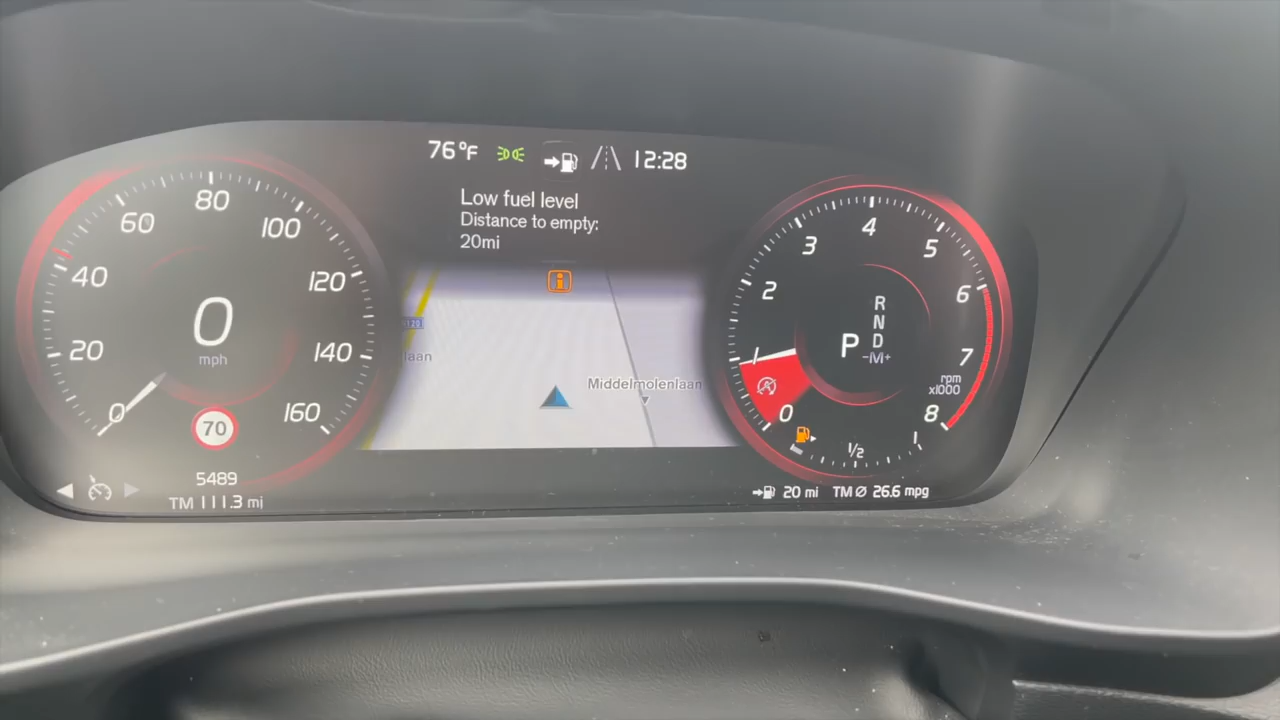 76°F
12:28
Low fuel level
Distance to empty:
20mi
0
20
40
60
80
100
120
140
160
0
mph
70
5489
TM 111.3 mi
laan
Middelmolenlaan
0
1
2
3
4
5
6
7
8
rpm
x1000
R
N
D
P
-M+
1/2
1
20 mi TM Ø 26.6 mpg